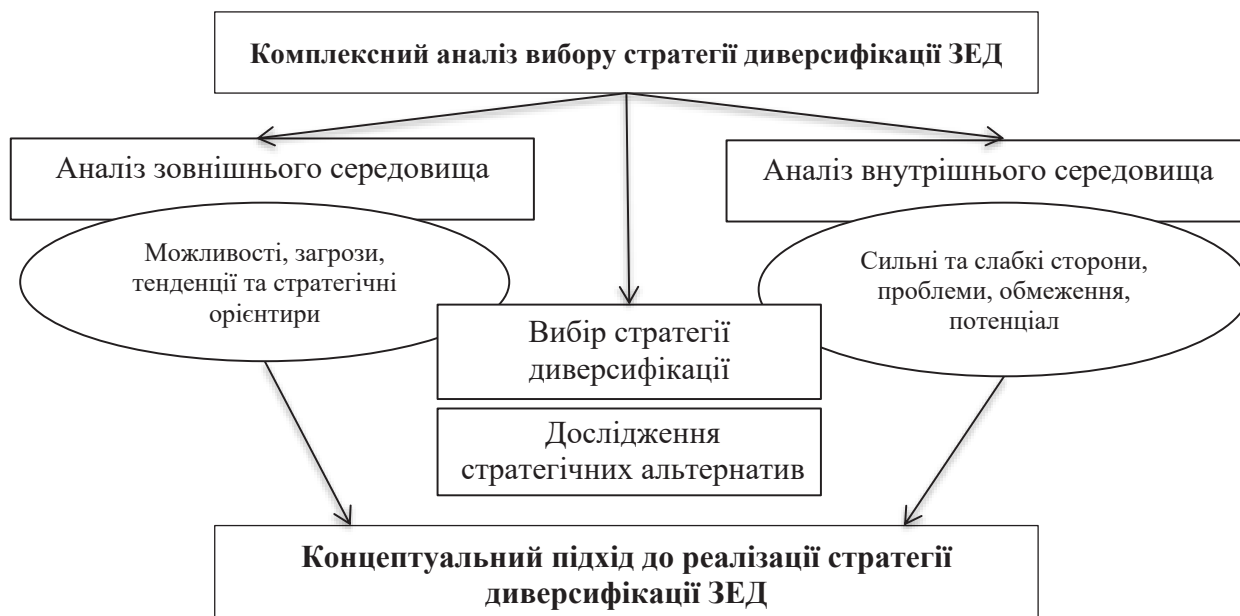 Комплексний аналіз вибору стратегії диверсифікації ЗЕД
Аналіз зовнішнього середовища
Аналіз внутрішнього середовища
Можливості, загрози,
тенденції та стратегічні
орієнтири
Сильні та слабкі сторони,
проблеми, обмеження,
потенціал
Вибір стратегії
диверсифікації
Дослідження
стратегічних альтернатив
Концептуальний підхід до реалізації стратегії
диверсифікації ЗЕД